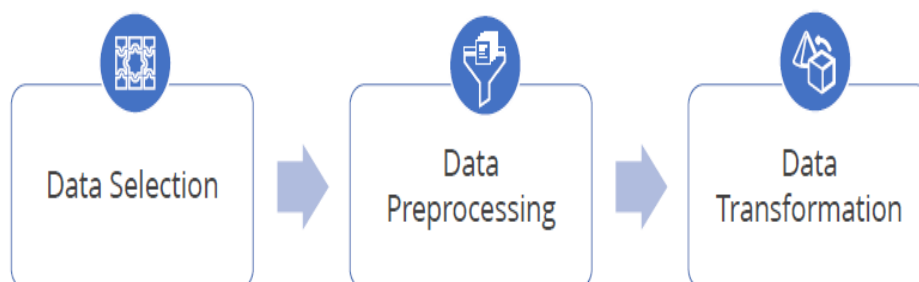 Data Selection
Data
Preprocessing
Data
Transformation